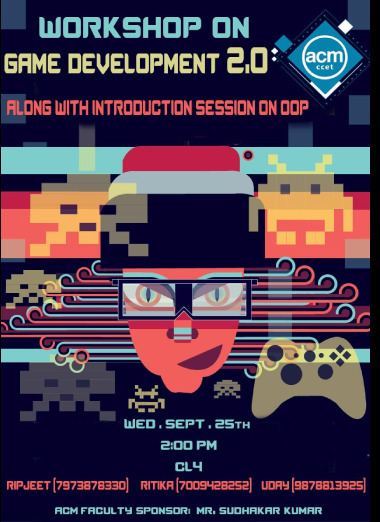 WORKSHOP ON
GAME DEVELOPMENT 2.0
acm
ccet
ALONG WITH INTRODUCTION SESSION ON OOP
WED . SEPT . 25TH
2:00 PM
CL4
RIPJEET (7973878330) RITIKA (7009428252) UDAY (9878813925)
ACM FACULTY SPONSOR: MR. SUDHAKAR KUMAR